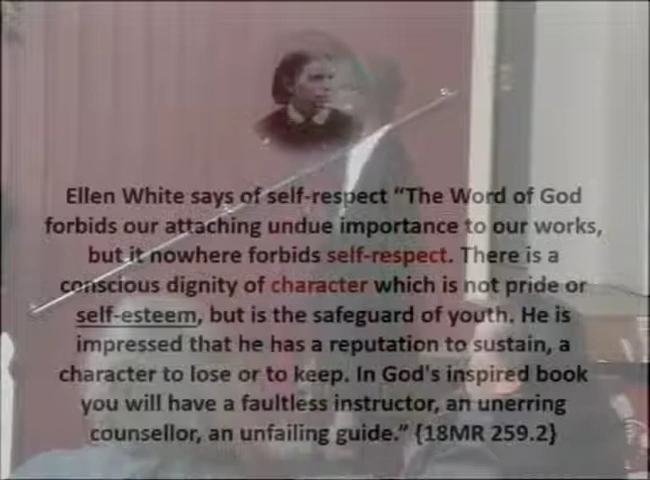 Ellen White says of self-respect “The Word of God
forbids our attaching undue importance to our works,
but it nowhere forbids self-respect. There is a
conscious dignity of character which is not pride or
self-esteem, but is the safeguard of youth. He is
impressed that he has a reputation to sustain, a
character to lose or to keep. In God's inspired book
you will have a faultless instructor, an unerring
counsellor, an unfailing guide.” {18MR 259.2}